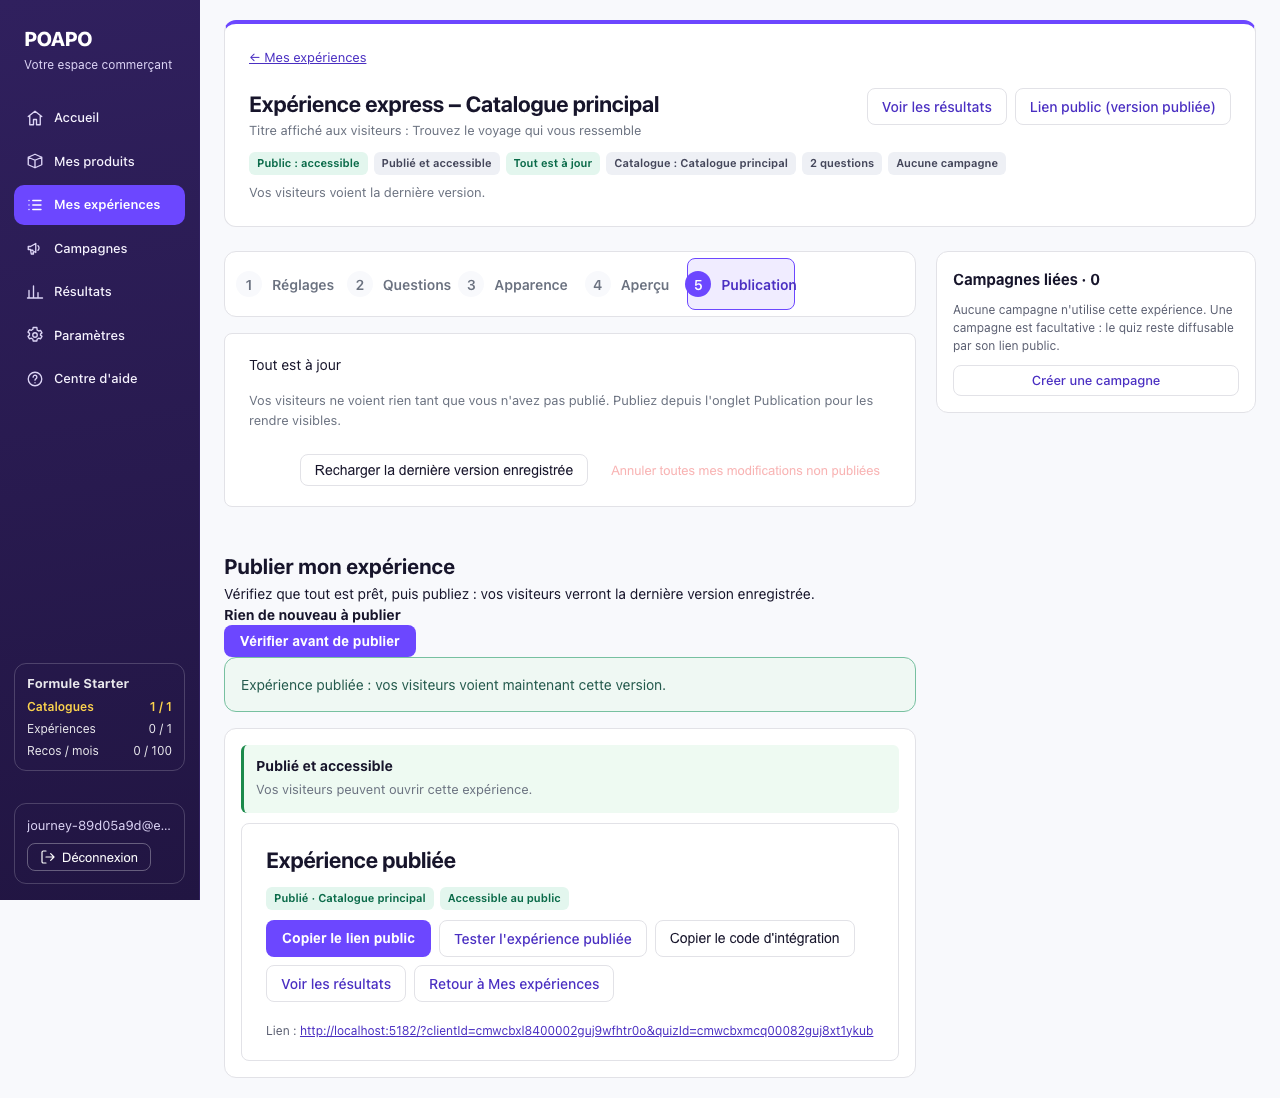 POAPO
Votre espace commerçant
Accueil
Mes produits
Mes expériences
Campagnes
Résultats
Paramètres
Centre d'aide
Formule Starter
Catalogues 1 / 1
Expériences 0 / 1
Recos / mois 0 / 100
journey-89d05a9d@e...
Déconnexion
← Mes expériences
Expérience express – Catalogue principal
Titre affiché aux visiteurs : Trouvez le voyage qui vous ressemble
Voir les résultats
Lien public (version publiée)
Public : accessible
Publié et accessible
Tout est à jour
Catalogue : Catalogue principal
2 questions
Aucune campagne
Vos visiteurs voient la dernière version.
1 Réglages
2 Questions
3 Apparence
4 Aperçu
5 Publication
Tout est à jour
Vos visiteurs ne voient rien tant que vous n'avez pas publié. Publiez depuis l'onglet Publication pour les
rendre visibles.
Recharger la dernière version enregistrée
Annuler toutes mes modifications non publiées
Campagnes liées · 0
Aucune campagne n'utilise cette expérience. Une
campagne est facultative : le quiz reste diffusable
par son lien public.
Créer une campagne
Publier mon expérience
Vérifiez que tout est prêt, puis publiez : vos visiteurs verront la dernière version enregistrée.
Rien de nouveau à publier
Vérifier avant de publier
Expérience publiée : vos visiteurs voient maintenant cette version.
Publié et accessible
Vos visiteurs peuvent ouvrir cette expérience.
Expérience publiée
Publié · Catalogue principal
Accessible au public
Copier le lien public
Tester l'expérience publiée
Copier le code d'intégration
Voir les résultats
Retour à Mes expériences
Lien : http://localhost:5182/?clientId=cmwcbxl8400002guj9wfhtr0o&quizId=cmwcbxmcq00082guj8xt1ykub